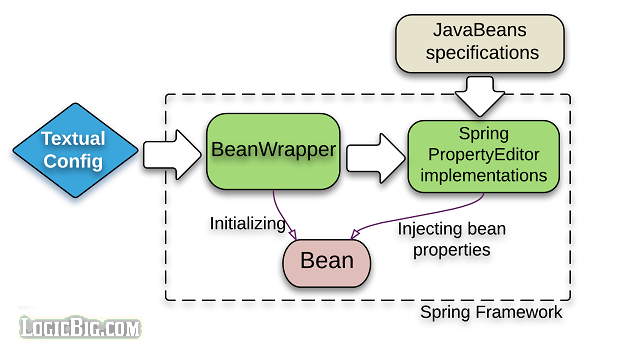 JavaBeans
specifications
Textual
Config
BeanWrapper
Spring
PropertyEditor
implementations
Initializing
Injecting bean
properties
Bean
Spring Framework
LogicBig.com